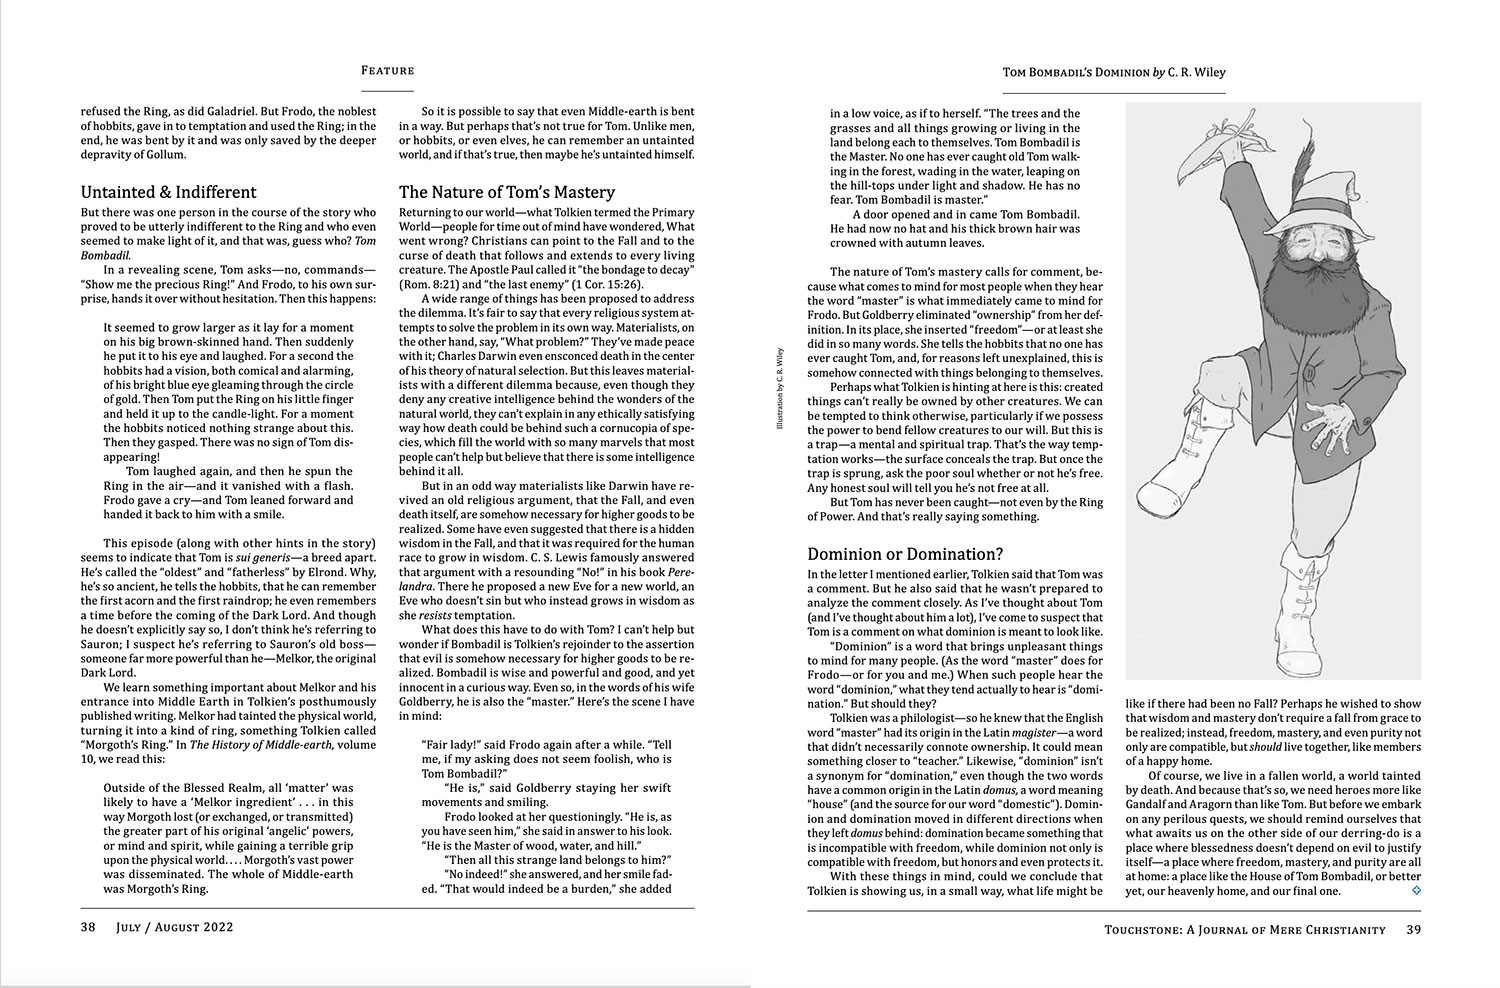 FEATURE
refused the Ring, as did Galadriel. But Frodo, the noblest
of hobbits, gave in to temptation and used the Ring; in the
end, he was bent by it and was only saved by the deeper
depravity of Gollum.
Untainted & Indifferent
But there was one person in the course of the story who
proved to be utterly indifferent to the Ring and who even
seemed to make light of it, and that was, guess who? Tom
Bombadil.
In a revealing scene, Tom asks—no, commands—
“Show me the precious Ring!” And Frodo, to his own sur-
prise, hands it over without hesitation. Then this happens:
It seemed to grow larger as it lay for a moment
on his big brown-skinned hand. Then suddenly
he put it to his eye and laughed. For a second the
hobbits had a vision, both comical and alarming,
of his bright blue eye gleaming through the circle
of gold. Then Tom put the Ring on his little finger
and held it up to the candle-light. For a moment
the hobbits noticed nothing strange about this.
Then they gasped. There was no sign of Tom dis-
appearing!
Tom laughed again, and then he spun the
Ring in the air—and it vanished with a flash.
Frodo gave a cry—and Tom leaned forward and
handed it back to him with a smile.
This episode (along with other hints in the story)
seems to indicate that Tom is sui generis—a breed apart.
He’s called the “oldest” and “fatherless” by Elrond. Why,
he’s so ancient, he tells the hobbits, that he can remember
the first acorn and the first raindrop; he even remembers
a time before the coming of the Dark Lord. And though
he doesn’t explicitly say so, I don’t think he’s referring to
Sauron; I suspect he’s referring to Sauron’s old boss—
someone far more powerful than he—Melkor, the original
Dark Lord.
We learn something important about Melkor and his
entrance into Middle Earth in Tolkien’s posthumously
published writing. Melkor had tainted the physical world,
turning it into a kind of ring, something Tolkien called
“Morgoth’s Ring.” In The History of Middle-earth, volume
10, we read this:
Outside of the Blessed Realm, all ‘matter’ was
likely to have a ‘Melkor ingredient’ . . . in this
way Morgoth lost (or exchanged, or transmitted)
the greater part of his original ‘angelic’ powers,
or mind and spirit, while gaining a terrible grip
upon the physical world. . . . Morgoth’s vast power
was disseminated. The whole of Middle-earth
was Morgoth’s Ring.
So it is possible to say that even Middle-earth is bent
in a way. But perhaps that’s not true for Tom. Unlike men,
or hobbits, or even elves, he can remember an untainted
world, and if that’s true, then maybe he’s untainted himself.
The Nature of Tom’s Mastery
Returning to our world—what Tolkien termed the Primary
World—people for time out of mind have wondered, What
went wrong? Christians can point to the Fall and to the
curse of death that follows and extends to every living
creature. The Apostle Paul called it “the bondage to decay”
(Rom. 8:21) and “the last enemy” (1 Cor. 15:26).
A wide range of things has been proposed to address
the dilemma. It’s fair to say that every religious system at-
tempts to solve the problem in its own way. Materialists, on
the other hand, say, “What problem?” They’ve made peace
with it; Charles Darwin even ensconced death in the center
of his theory of natural selection. But this leaves material-
ists with a different dilemma because, even though they
deny any creative intelligence behind the wonders of the
natural world, they can’t explain in any ethically satisfying
way how death could be behind such a cornucopia of spe-
cies, which fill the world with so many marvels that most
people can’t help but believe that there is some intelligence
behind it all.
But in an odd way materialists like Darwin have re-
vived an old religious argument, that the Fall, and even
death itself, are somehow necessary for higher goods to be
realized. Some have even suggested that there is a hidden
wisdom in the Fall, and that it was required for the human
race to grow in wisdom. C. S. Lewis famously answered
that argument with a resounding “No!” in his book Pere-
landra. There he proposed a new Eve for a new world, an
Eve who doesn’t sin but who instead grows in wisdom as
she resists temptation.
What does this have to do with Tom? I can’t help but
wonder if Bombadil is Tolkien’s rejoinder to the assertion
that evil is somehow necessary for higher goods to be re-
alized. Bombadil is wise and powerful and good, and yet
innocent in a curious way. Even so, in the words of his wife
Goldberry, he is also the “master.” Here’s the scene I have
in mind:
“Fair lady!” said Frodo again after a while. “Tell
me, if my asking does not seem foolish, who is
Tom Bombadil?”
“He is,” said Goldberry staying her swift
movements and smiling.
Frodo looked at her questioningly. “He is, as
you have seen him,” she said in answer to his look.
“He is the Master of wood, water, and hill.”
“Then all this strange land belongs to him?”
“No indeed!” she answered, and her smile fad-
ed. “That would indeed be a burden,” she added
38 JULY / AUGUST 2022
TOM BOMBADIL’S DOMINION by C. R. Wiley
in a low voice, as if to herself. “The trees and the
grasses and all things growing or living in the
land belong each to themselves. Tom Bombadil is
the Master. No one has ever caught old Tom walk-
ing in the forest, wading in the water, leaping on
the hill-tops under light and shadow. He has no
fear. Tom Bombadil is master.”
A door opened and in came Tom Bombadil.
He had now no hat and his thick brown hair was
crowned with autumn leaves.
The nature of Tom’s mastery calls for comment, be-
cause what comes to mind for most people when they hear
the word “master” is what immediately came to mind for
Frodo. But Goldberry eliminated “ownership” from her def-
inition. In its place, she inserted “freedom”—or at least she
did in so many words. She tells the hobbits that no one has
ever caught Tom, and, for reasons left unexplained, this is
somehow connected with things belonging to themselves.
Perhaps what Tolkien is hinting at here is this: created
things can’t really be owned by other creatures. We can
be tempted to think otherwise, particularly if we possess
the power to bend fellow creatures to our will. But this is
a trap—a mental and spiritual trap. That’s the way temp-
tation works—the surface conceals the trap. But once the
trap is sprung, ask the poor soul whether or not he’s free.
Any honest soul will tell you he’s not free at all.
But Tom has never been caught—not even by the Ring
of Power. And that’s really saying something.
Dominion or Domination?
In the letter I mentioned earlier, Tolkien said that Tom was
a comment. But he also said that he wasn’t prepared to
analyze the comment closely. As I’ve thought about Tom
(and I’ve thought about him a lot), I’ve come to suspect that
Tom is a comment on what dominion is meant to look like.
“Dominion” is a word that brings unpleasant things
to mind for many people. (As the word “master” does for
Frodo—or for you and me.) When such people hear the
word “dominion,” what they tend actually to hear is “domi-
nation.” But should they?
Tolkien was a philologist—so he knew that the English
word “master” had its origin in the Latin magister—a word
that didn’t necessarily connote ownership. It could mean
something closer to “teacher.” Likewise, “dominion” isn’t
a synonym for “domination,” even though the two words
have a common origin in the Latin domus, a word meaning
“house” (and the source for our word “domestic”). Domin-
ion and domination moved in different directions when
they left domus behind: domination became something that
is incompatible with freedom, while dominion not only is
compatible with freedom, but honors and even protects it.
With these things in mind, could we conclude that
Tolkien is showing us, in a small way, what life might be
Illustration by C. R. Wiley
like if there had been no Fall? Perhaps he wished to show
that wisdom and mastery don’t require a fall from grace to
be realized; instead, freedom, mastery, and even purity not
only are compatible, but should live together, like members
of a happy home.
Of course, we live in a fallen world, a world tainted
by death. And because that’s so, we need heroes more like
Gandalf and Aragorn than like Tom. But before we embark
on any perilous quests, we should remind ourselves that
what awaits us on the other side of our derring-do is a
place where blessedness doesn’t depend on evil to justify
itself—a place where freedom, mastery, and purity are all
at home: a place like the House of Tom Bombadil, or better
yet, our heavenly home, and our final one.
TOUCHSTONE: A JOURNAL OF MERE CHRISTIANITY 39